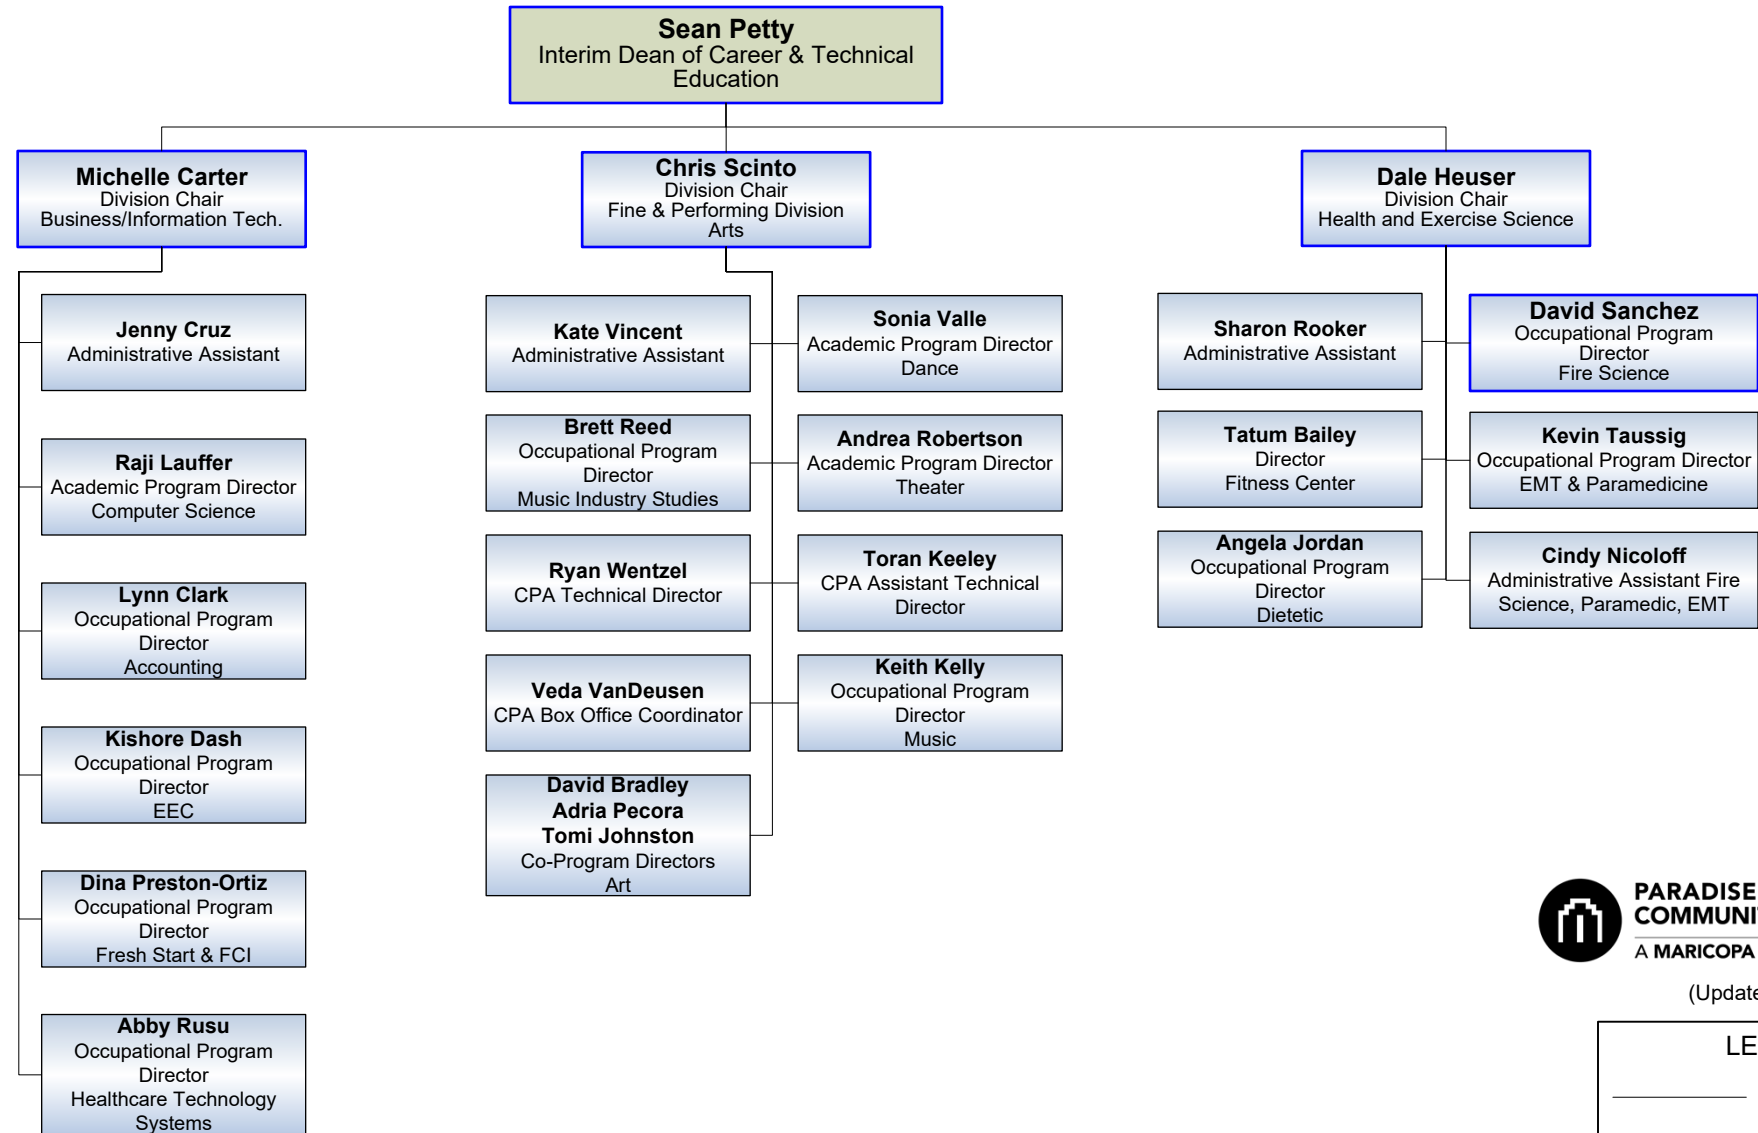 Sean Petty
Interim Dean of Career & Technical
Education
Michelle Carter
Division Chair
Business/Information Tech.
Chris Scinto
Division Chair
Fine & Performing Division
Arts
Dale Heuser
Division Chair
Health and Exercise Science
Jenny Cruz
Administrative Assistant
Raji Lauffer
Academic Program Director
Computer Science
Lynn Clark
Occupational Program
Director
Accounting
Kishore Dash
Occupational Program
Director
EEC
Dina Preston-Ortiz
Occupational Program
Director
Fresh Start & FCI
Abby Rusu
Occupational Program
Director
Healthcare Technology
Systems
Kate Vincent
Administrative Assistant
Sonia Valle
Academic Program Director
Dance
Brett Reed
Occupational Program
Director
Music Industry Studies
Andrea Robertson
Academic Program Director
Theater
Ryan Wentzel
CPA Technical Director
Toran Keeley
CPA Assistant Technical
Director
Veda VanDeusen
CPA Box Office Coordinator
Keith Kelly
Occupational Program
Director
Music
David Bradley
Adria Pecora
Tomi Johnston
Co-Program Directors
Art
Sharon Rooker
Administrative Assistant
David Sanchez
Occupational Program
Director
Fire Science
Tatum Bailey
Director
Fitness Center
Kevin Taussig
Occupational Program Director
EMT & Paramedicine
Angela Jordan
Occupational Program
Director
Dietetic
Cindy Nicoloff
Administrative Assistant Fire
Science, Paramedic, EMT
PARADISE
A MARICOPA